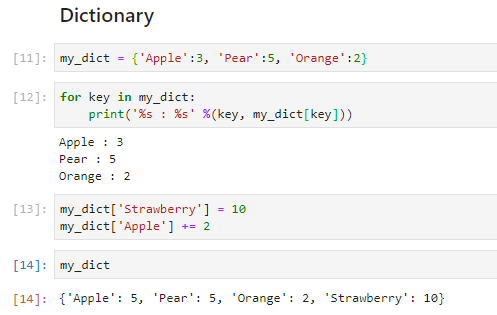 Dictionary
[11]: my_dict = {'Apple':3, 'Pear':5, 'Orange':2}
[12]: for key in my_dict:
    print('%s : %s' %(key, my_dict[key]))
Apple : 3
Pear : 5
Orange : 2
[13]: my_dict['Strawberry'] = 10
my_dict['Apple'] += 2
[14]: my_dict
[14]: {'Apple': 5, 'Pear': 5, 'Orange': 2, 'Strawberry': 10}